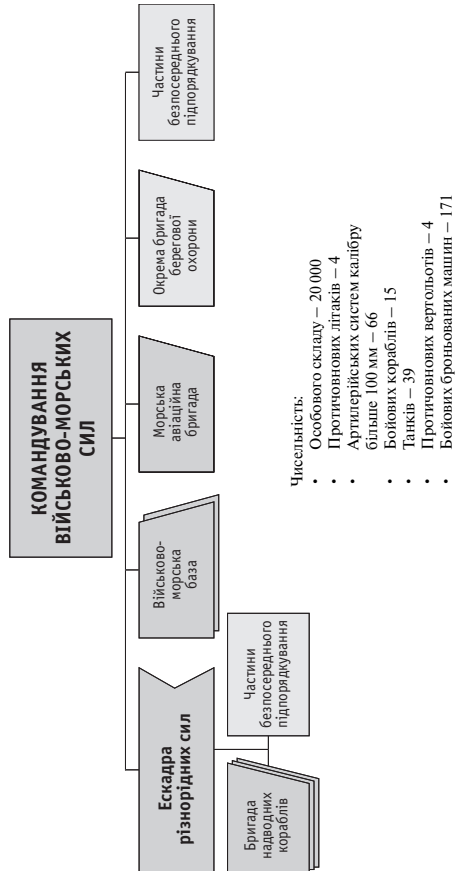 КОМАНДУВАННЯ
ВІЙСЬКОВО-МОРСЬКИХ
СИЛ
Ескадра
різнорідних сил
Військово-
морська
база
Морська
авіаційна
бригада
Окрема бригада
берегової
охорони
Частини
безпосереднього
підпорядкування
Бригада
надводних
кораблів
Частини
безпосереднього
підпорядкування
Чисельність:
• Особового складу – 20 000
• Протичовнових літаків – 4
• Артилерійських систем калібру
більше 100 мм – 66
• Бойових кораблів – 15
• Танків – 39
• Протичовнових вертольотів – 4
• Бойових броньованих машин – 171